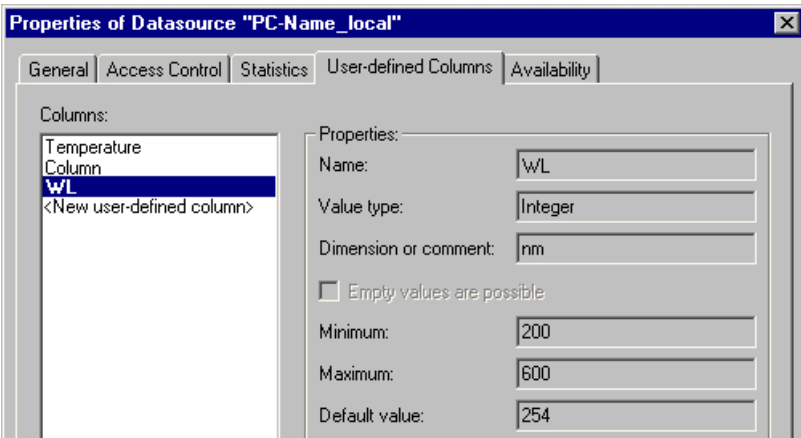 Properties of Datasource "PC-Name_local"
General Access Control Statistics User-defined Columns Availability
Columns:
Temperature
Column
WL
<New user-defined column>
Properties:
Name: WL
Value type: Integer
Dimension or comment: nm
Empty values are possible
Minimum: 200
Maximum: 600
Default value: 254